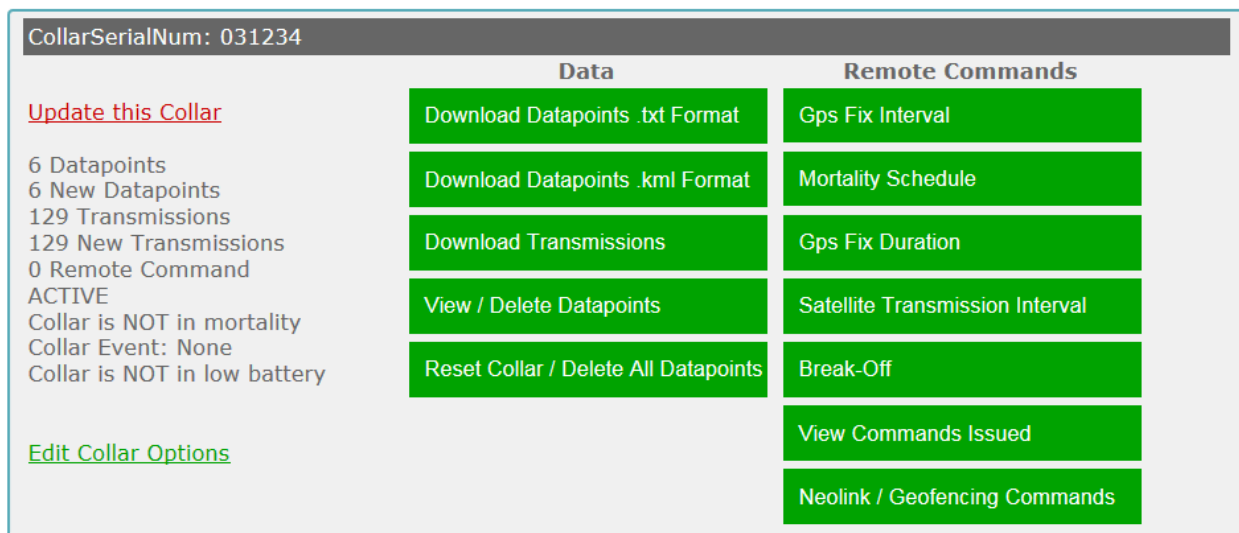 CollarSerialNum: 031234
Data
Remote Commands
Update this Collar
6 Datapoints
6 New Datapoints
129 Transmissions
129 New Transmissions
0 Remote Command
ACTIVE
Collar is NOT in mortality
Collar Event: None
Collar is NOT in low battery
Edit Collar Options
Download Datapoints .txt Format
Download Datapoints .kml Format
Download Transmissions
View / Delete Datapoints
Reset Collar / Delete All Datapoints
Gps Fix Interval
Mortality Schedule
Gps Fix Duration
Satellite Transmission Interval
Break-Off
View Commands Issued
Neolink / Geofencing Commands